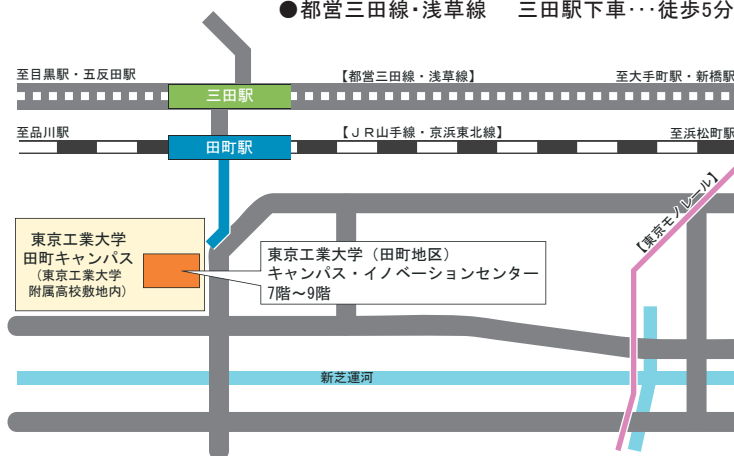 ●都営三田線・浅草線　三田駅下車･･･徒歩5分
至目黒駅・五反田駅
【都営三田線・浅草線】
至大手町駅・新橋駅
三田駅
至品川駅
【ＪＲ山手線・京浜東北線】
至浜松町駅
田町駅
【東京モノレール】
東京工業大学
田町キャンパス
（東京工業大学
附属高校敷地内）
東京工業大学（田町地区）
キャンパス・イノベーションセンター
7階～9階
新芝運河